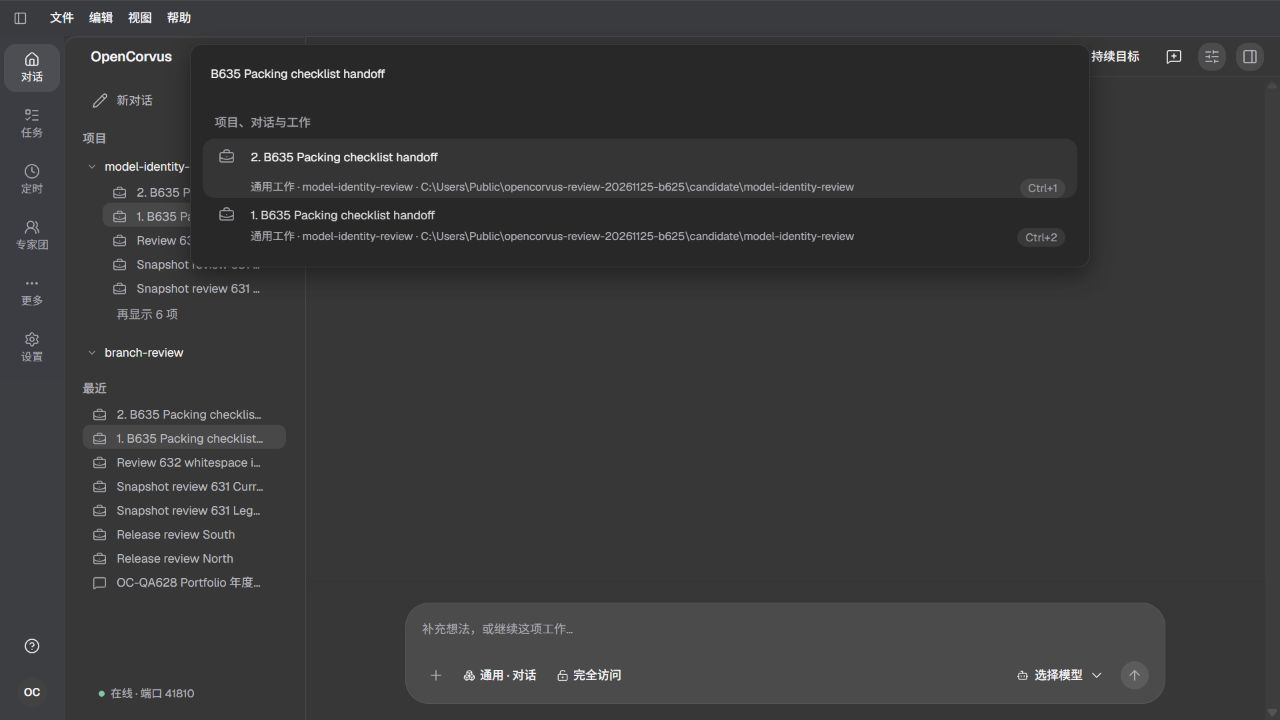 文件 编辑 视图 帮助
对话
任务
定时
专家团
更多
设置
OC
OpenCorvus
新对话
项目
model-identity-
2. B635 P
1. B635 Pa
Review 63
Snapshot review 631 ...
再显示 6 项
branch-review
最近
2. B635 Packing checklis...
1. B635 Packing checklist...
Review 632 whitespace i...
Snapshot review 631 Curr...
Snapshot review 631 Leg...
Release review South
Release review North
OC-QA628 Portfolio 年度...
在线 · 端口 41810
B635 Packing checklist handoff
项目、对话与工作
2. B635 Packing checklist handoff
通用工作 · model-identity-review · C:\Users\Public\opencorvus-review-20261125-b625\candidate\model-identity-review
Ctrl+1
1. B635 Packing checklist handoff
通用工作 · model-identity-review · C:\Users\Public\opencorvus-review-20261125-b625\candidate\model-identity-review
Ctrl+2
持续目标
补充想法，或继续这项工作...
通用 · 对话 完全访问 选择模型